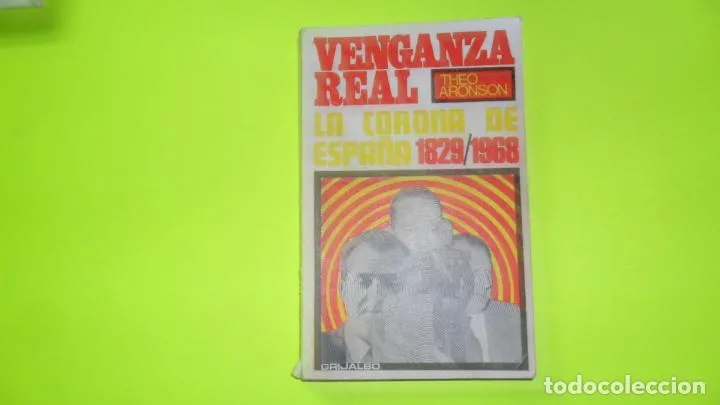 VENGANZA
REAL
THEO
ARONSON
LA CORONA DE
ESPAÑA 1829/1968
GRIJALBO
todocoleccion